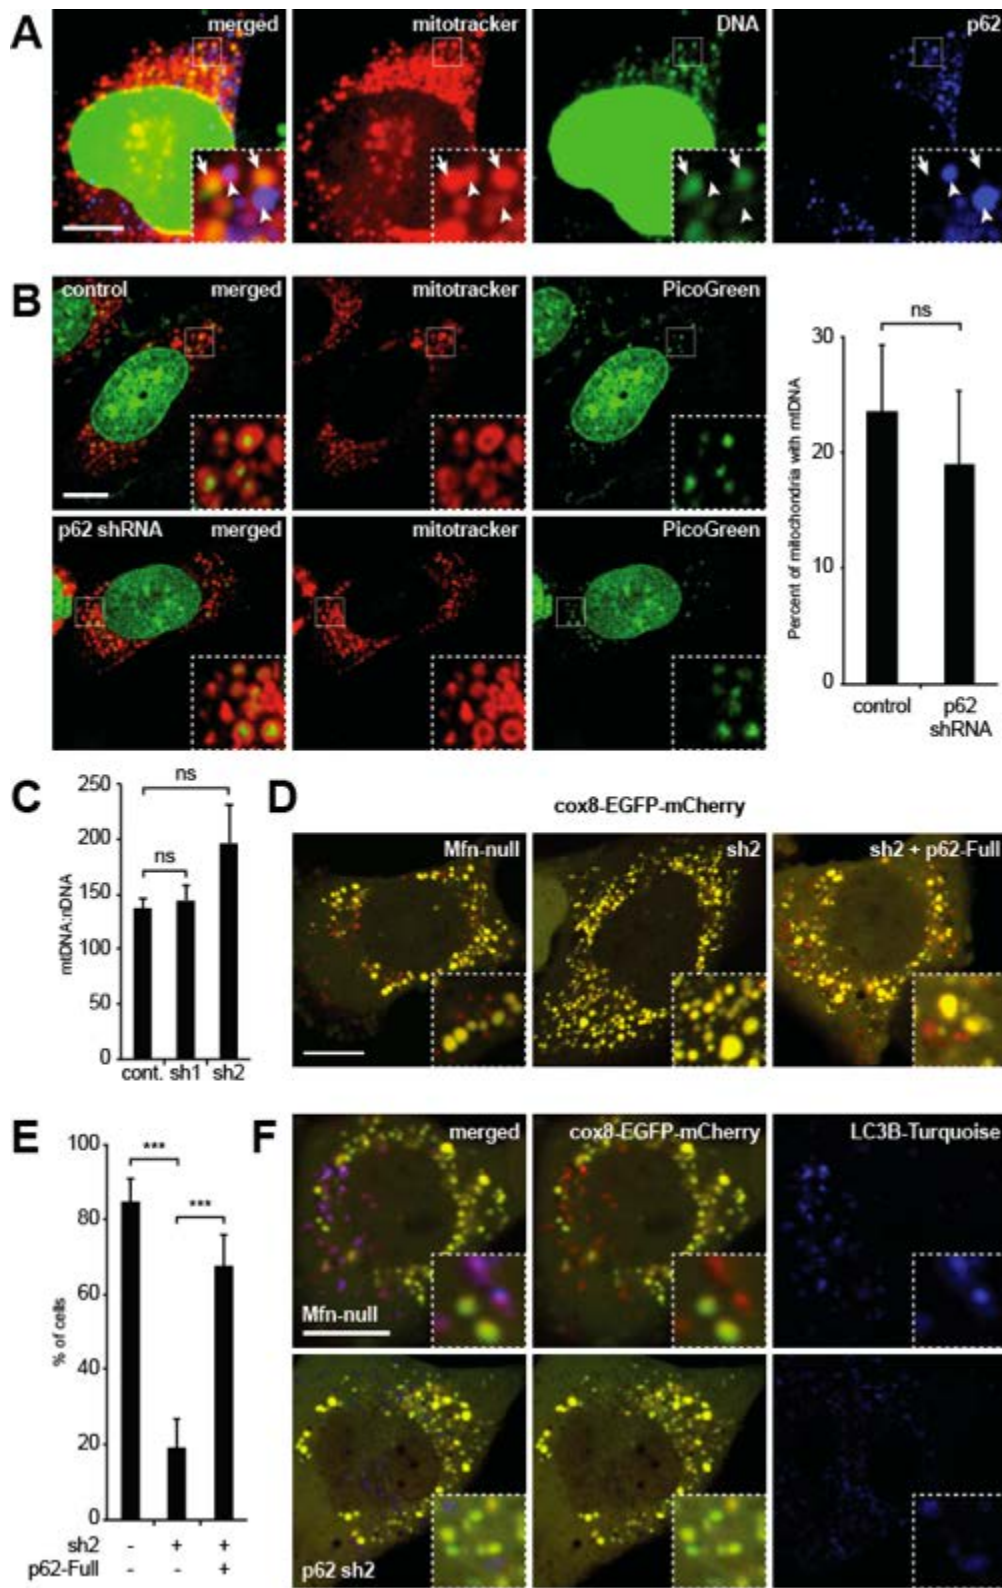 A
merged
mitotracker
DNA
p62
B
control
merged
mitotracker
PicoGreen
p62 shRNA
merged
mitotracker
PicoGreen
ns
Percent of mitochondria with mtDNA
30
20
10
0
control
p62
shRNA
C
ns
ns
mtDNA:nDNA
250
200
150
100
50
0
cont. sh1 sh2
D
cox8-EGFP-mCherry
Mfn-null
sh2
sh2 + p62-Full
E
***
***
% of cells
100
80
60
40
20
0
sh2 - + +
p62-Full - - +
F
merged
cox8-EGFP-mCherry
LC3B-Turquoise
Mfn-null
p62 sh2